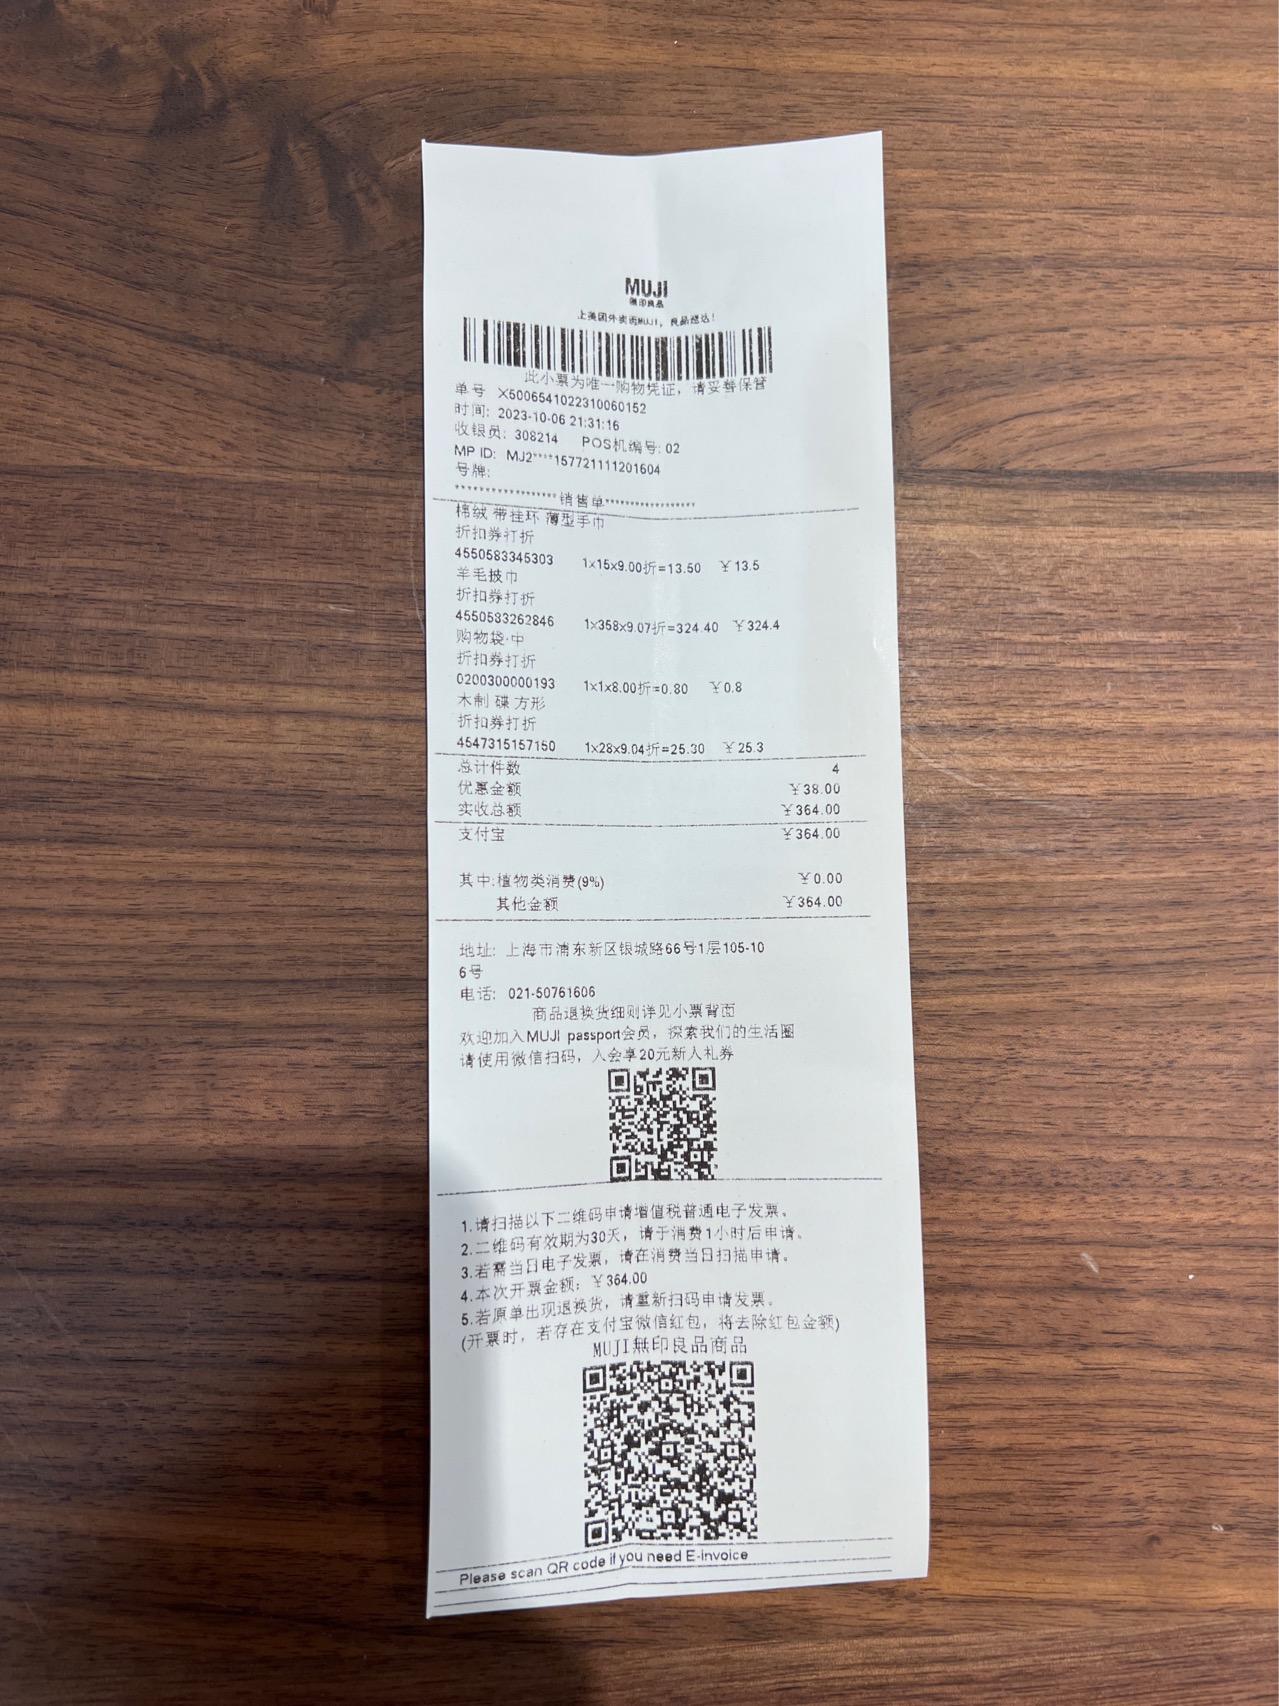 MUJI
無印良品
上美团外卖搜MUJI，良品速达！
此小票为唯一购物凭证，请妥善保管
单号 X5006541022310060152
时间: 2023-10-06 21:31:16
收银员: 308214 POS机编号: 02
MP ID: MJ2****157721111201604
号牌:
*****************销售单*****************
棉绒 带挂环 薄型手巾
折扣券打折
4550583345303 1x15x9.00折=13.50 ￥13.5
羊毛披巾
折扣券打折
4550583262846 1x358x9.07折=324.40 ￥324.4
购物袋·中
折扣券打折
0200300000193 1x1x8.00折=0.80 ￥0.8
木制 碟 方形
折扣券打折
4547315157150 1x28x9.04折=25.30 ￥25.3
总计件数 4
优惠金额 ￥38.00
实收总额 ￥364.00
支付宝 ￥364.00
其中:植物类消费(9%) ￥0.00
其他金额 ￥364.00
地址: 上海市浦东新区银城路66号1层105-10
6号
电话: 021-50761606
商品退换货细则详见小票背面
欢迎加入MUJI passport会员，探索我们的生活圈
请使用微信扫码，入会享20元新人礼券
1.请扫描以下二维码申请增值税普通电子发票。
2.二维码有效期为30天，请于消费1小时后申请。
3.若需当日电子发票，请在消费当日扫描申请。
4.本次开票金额：￥364.00
5.若原单出现退换货，请重新扫码申请发票。
(开票时，若存在支付宝微信红包，将去除红包金额)
MUJI無印良品商品
Please scan QR code if you need E-invoice